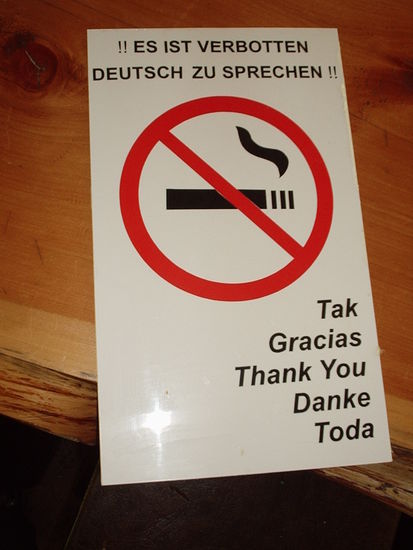 !! ES IST VERBOTTEN
DEUTSCH ZU SPRECHEN !!
Tak
Gracias
Thank You
Danke
Toda